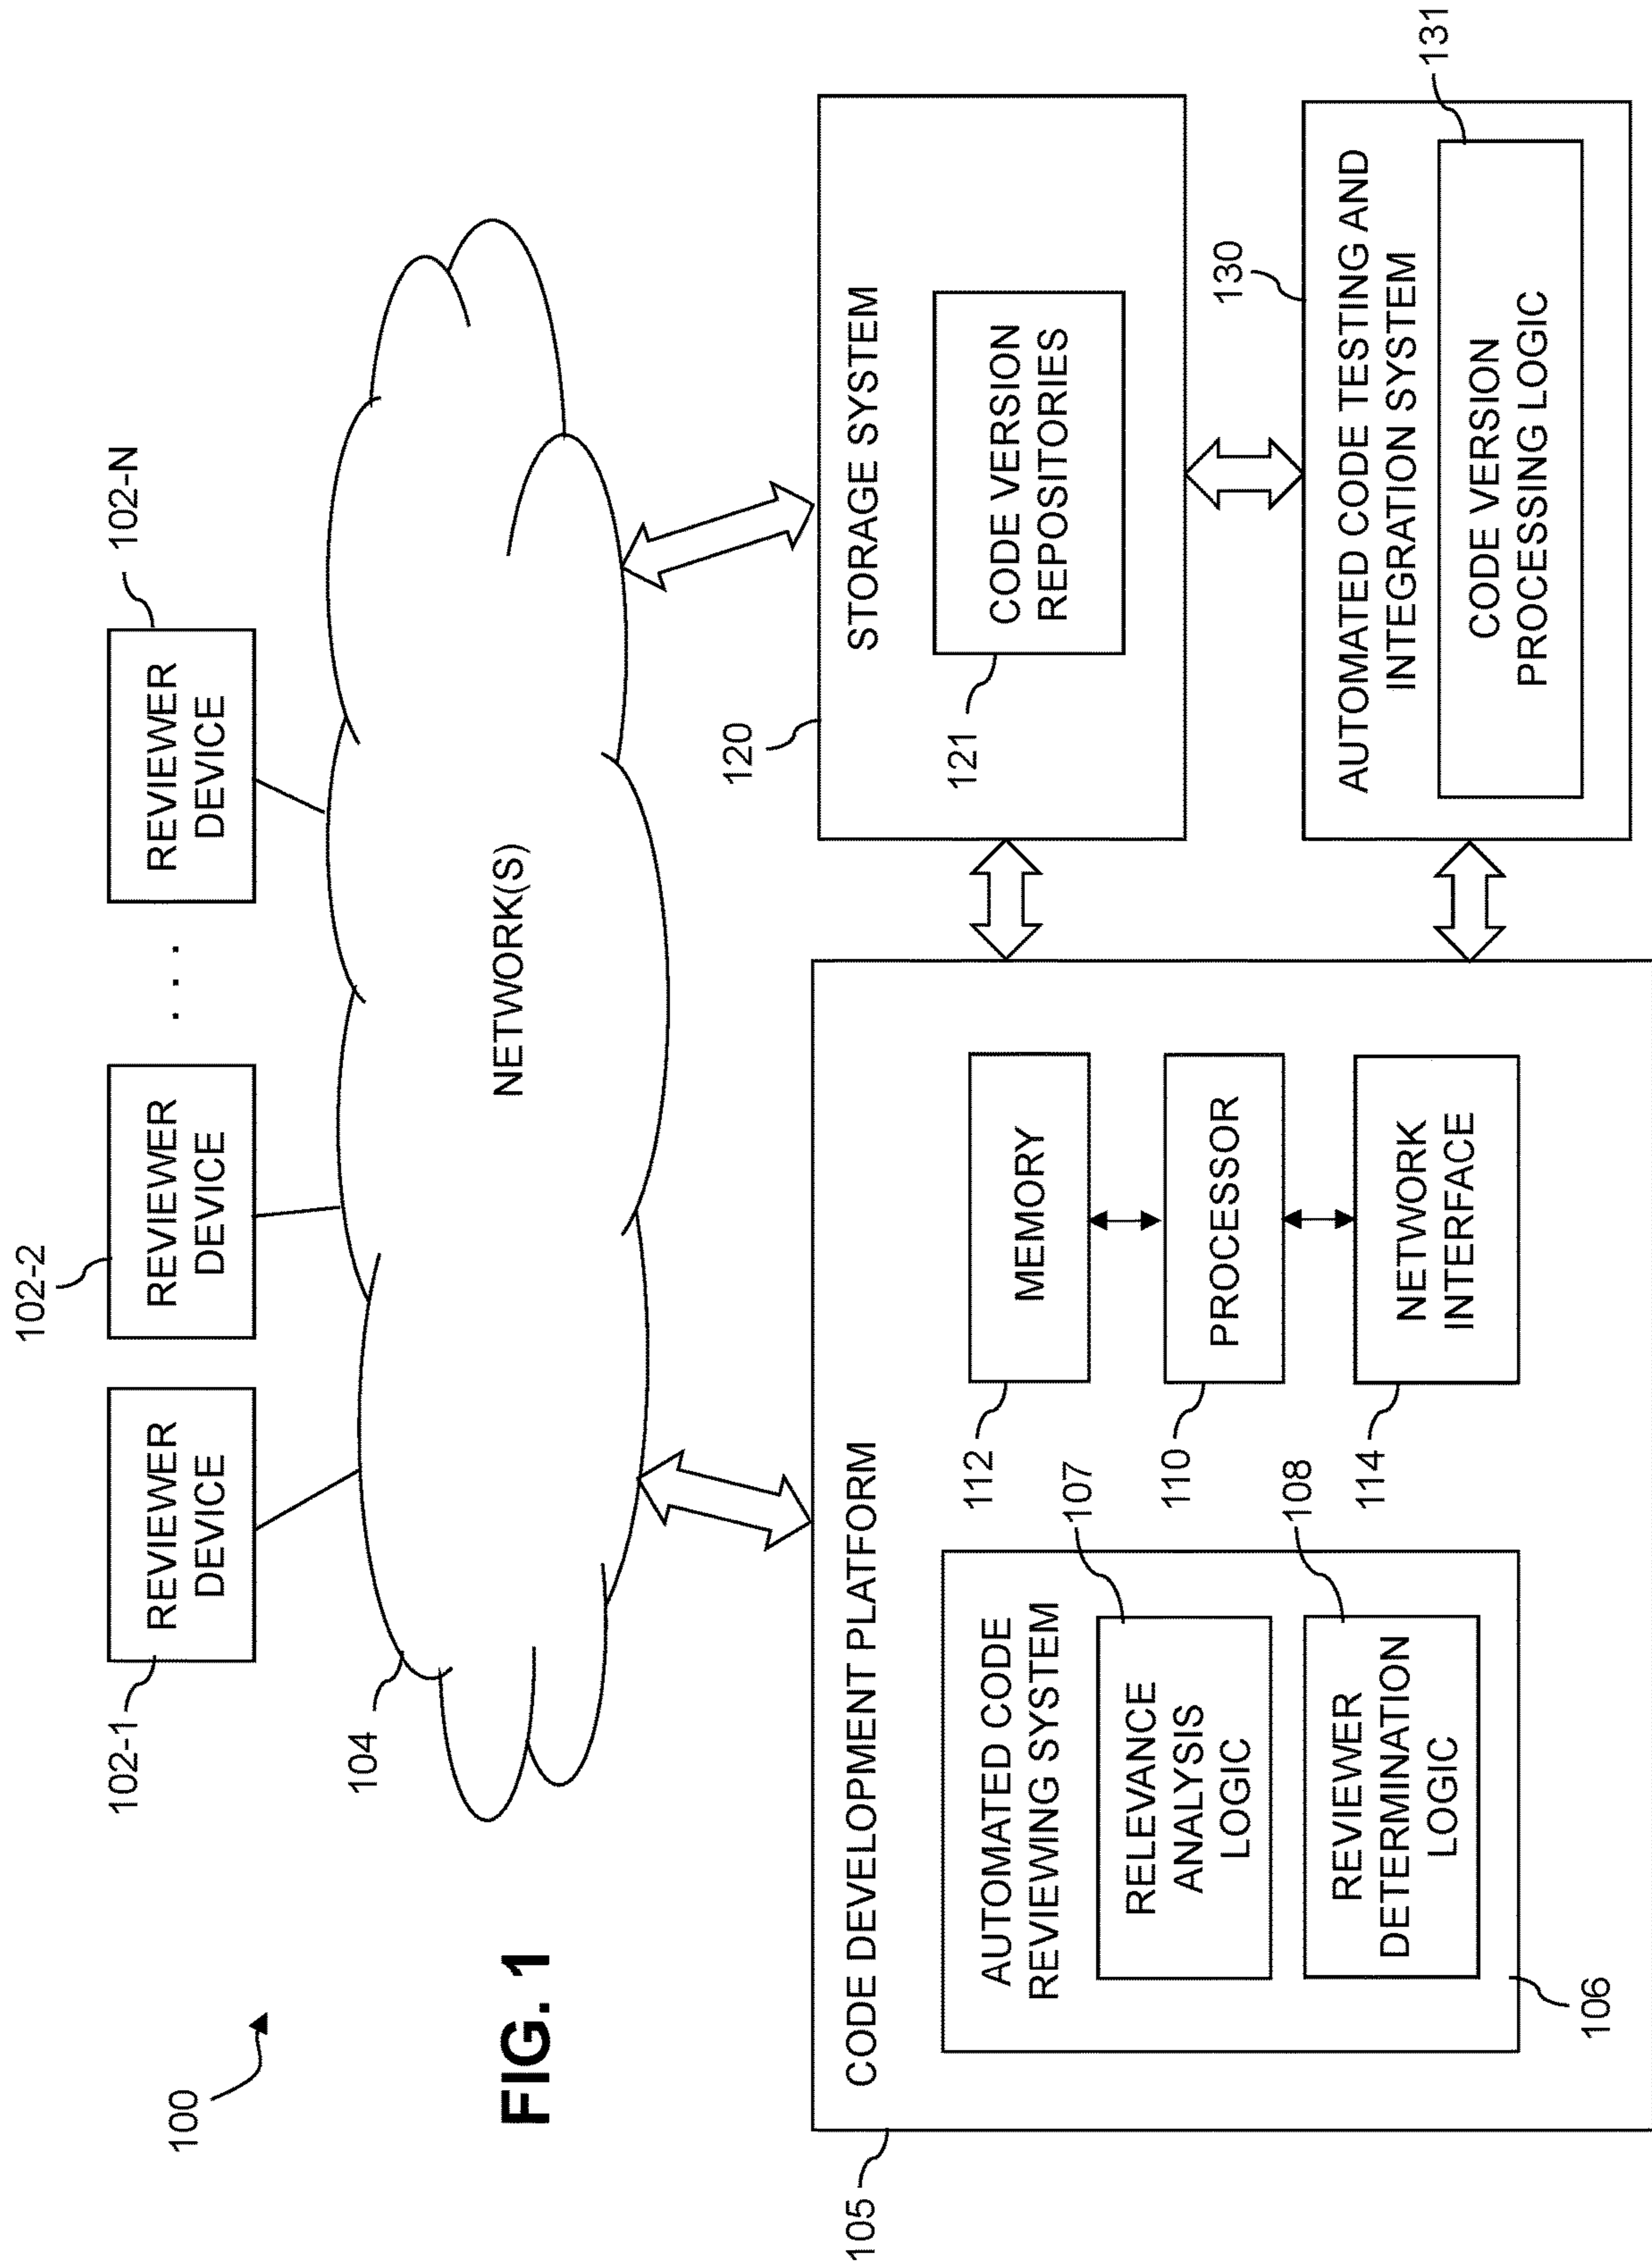 100
FIG. 1
102-1
REVIEWER
DEVICE
102-2
REVIEWER
DEVICE
. . .
102-N
REVIEWER
DEVICE
104
NETWORK(S)
105
CODE DEVELOPMENT PLATFORM
AUTOMATED CODE
REVIEWING SYSTEM
106
107
RELEVANCE
ANALYSIS
LOGIC
108
REVIEWER
DETERMINATION
LOGIC
112
MEMORY
110
PROCESSOR
114
NETWORK
INTERFACE
120
STORAGE SYSTEM
121
CODE VERSION
REPOSITORIES
130
AUTOMATED CODE TESTING AND
INTEGRATION SYSTEM
131
CODE VERSION
PROCESSING LOGIC